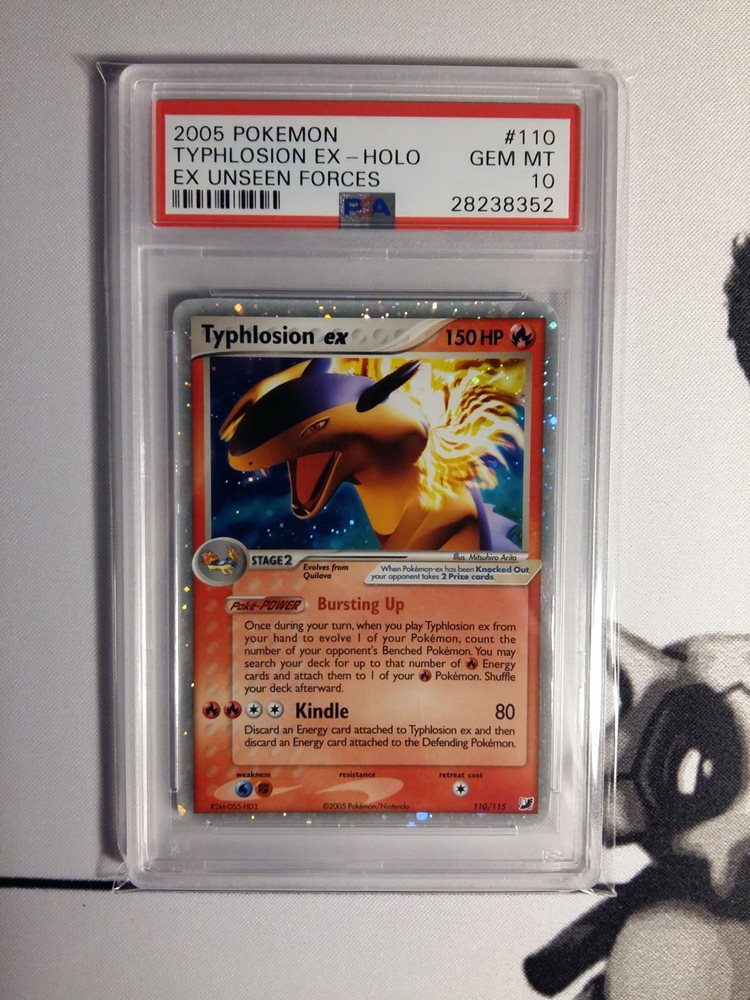 2005 POKEMON #110
TYPHLOSION EX – HOLO GEM MT
EX UNSEEN FORCES 10
PSA 28238352
Typhlosion ex 150 HP
Illus. Mitsuhiro Arita
STAGE 2
Evolves from
Quilava
When Pokémon-ex has been Knocked Out,
your opponent takes 2 Prize cards.
Poké-POWER Bursting Up
Once during your turn, when you play Typhlosion ex from
your hand to evolve 1 of your Pokémon, count the
number of your opponent's Benched Pokémon. You may
search your deck for up to that number of Energy
cards and attach them to 1 of your Pokémon. Shuffle
your deck afterward.
Kindle 80
Discard an Energy card attached to Typhlosion ex and then
discard an Energy card attached to the Defending Pokémon.
weakness resistance retreat cost
P2M-DS5-HD3 ©2005 Pokémon/Nintendo 110/115